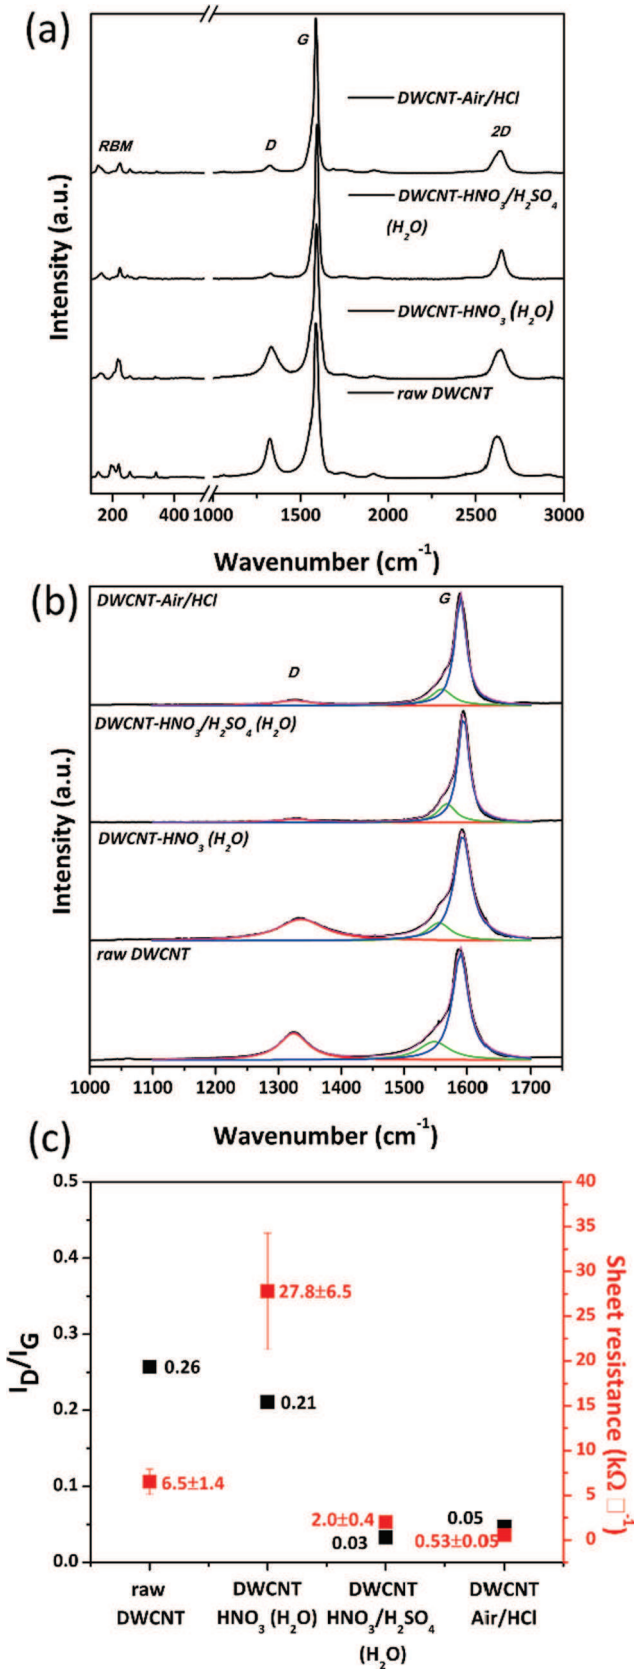 (a)
G
DWCNT-Air/HCl
RBM
D
2D
DWCNT-HNO₃/H₂SO₄
(H₂O)
DWCNT-HNO₃ (H₂O)
raw DWCNT
Intensity (a.u.)
200 400 1000 1500 2000 2500 3000
Wavenumber (cm⁻¹)
(b)
DWCNT-Air/HCl
G
D
DWCNT-HNO₃/H₂SO₄ (H₂O)
DWCNT-HNO₃ (H₂O)
raw DWCNT
Intensity (a.u.)
1000 1100 1200 1300 1400 1500 1600 1700
Wavenumber (cm⁻¹)
(c)
0.5
0.4
0.3
0.2
0.1
0.0
I_D/I_G
40
35
30
25
20
15
10
5
0
Sheet resistance (kΩ □⁻¹)
27.8±6.5
0.26
0.21
6.5±1.4
2.0±0.4
0.03
0.05
0.53±0.05
raw
DWCNT
DWCNT
HNO₃ (H₂O)
DWCNT
HNO₃/H₂SO₄
(H₂O)
DWCNT
Air/HCl